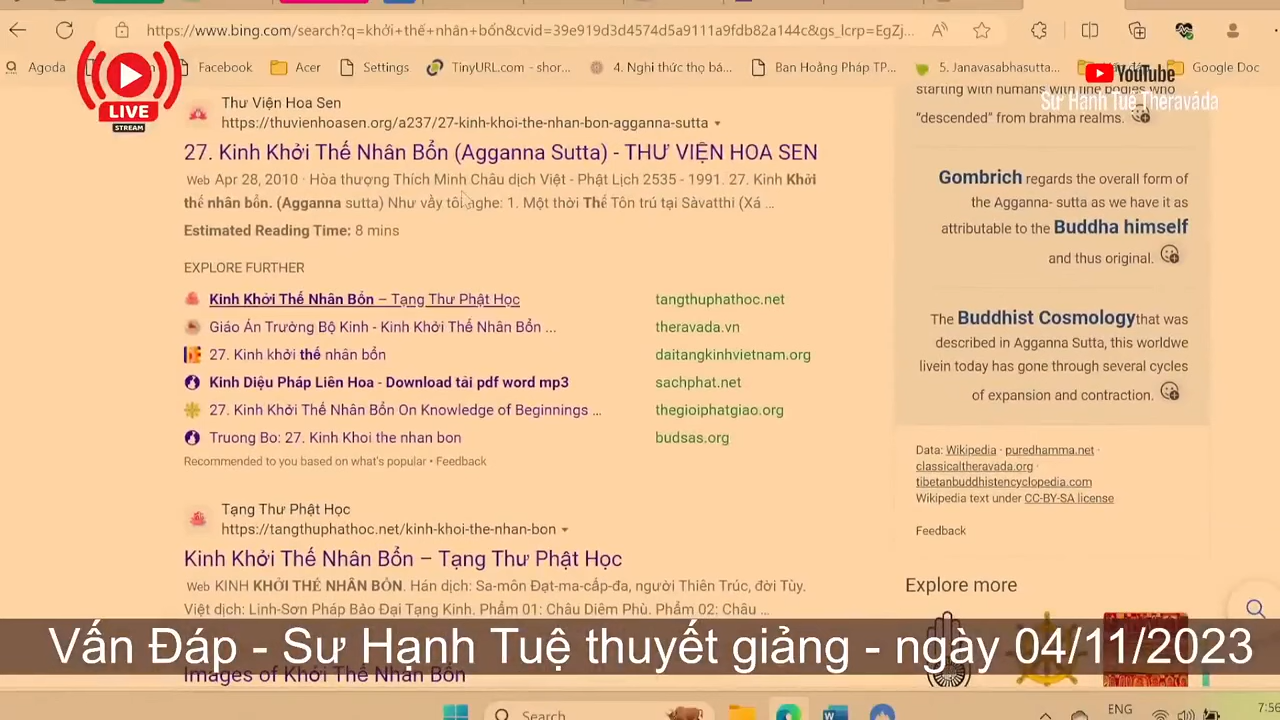 https://www.bing.com/search?q=khởi+thế+nhân+bổn&cvid=39e919d3d4574d5a9111a9fdb82a144c&gs_lcrp=EgZj...
Agoda
Facebook
Acer
Settings
TinyURL.com - shor...
4. Nghi thức thọ bá...
Ban Hoằng Pháp TP...
5. Janavasabhasutta...
Google Doc
LIVE
STREAM
YouTube
Sư Hạnh Tuệ Theravāda
Thư Viện Hoa Sen
https://thuvienhoasen.org/a237/27-kinh-khoi-the-nhan-bon-agganna-sutta
27. Kinh Khởi Thế Nhân Bổn (Agganna Sutta) - THƯ VIỆN HOA SEN
Web Apr 28, 2010 · Hòa thượng Thích Minh Châu dịch Việt - Phật Lịch 2535 - 1991. 27. Kinh Khởi
thế nhân bổn. (Agganna sutta) Như vầy tôi nghe: 1. Một thời Thế Tôn trú tại Sàvatthi (Xá ...
Estimated Reading Time: 8 mins
EXPLORE FURTHER
Kinh Khởi Thế Nhân Bổn – Tạng Thư Phật Học
tangthuphathoc.net
Giáo Án Trường Bộ Kinh - Kinh Khởi Thế Nhân Bổn ...
theravada.vn
27. Kinh khởi thế nhân bổn
daitangkinhvietnam.org
Kinh Diệu Pháp Liên Hoa - Download tải pdf word mp3
sachphat.net
27. Kinh Khởi Thế Nhân Bổn On Knowledge of Beginnings ...
thegioiphatgiao.org
Truong Bo: 27. Kinh Khoi the nhan bon
budsas.org
Recommended to you based on what's popular • Feedback
Tạng Thư Phật Học
https://tangthuphathoc.net/kinh-khoi-the-nhan-bon
Kinh Khởi Thế Nhân Bổn – Tạng Thư Phật Học
Web KINH KHỞI THẾ NHÂN BỔN. Hán dịch: Sa-môn Đạt-ma-cấp-đa, người Thiên Trúc, đời Tùy.
Việt dịch: Linh-Sơn Pháp Bảo Đại Tạng Kinh. Phẩm 01: Châu Diêm Phù. Phẩm 02: Châu ...
Images of Khởi Thế Nhân Bổn
starting with humans with fine bodies who
“descended” from brahma realms.
Gombrich regards the overall form of
the Agganna- sutta as we have it as
attributable to the Buddha himself
and thus original.
The Buddhist Cosmologythat was
described in Agganna Sutta, this worldwe
livein today has gone through several cycles
of expansion and contraction.
Data: Wikipedia · puredhamma.net ·
classicaltheravada.org ·
tibetanbuddhistencyclopedia.com
Wikipedia text under CC-BY-SA license
Feedback
Explore more
Vấn Đáp - Sư Hạnh Tuệ thuyết giảng - ngày 04/11/2023
Search
ENG
7:56